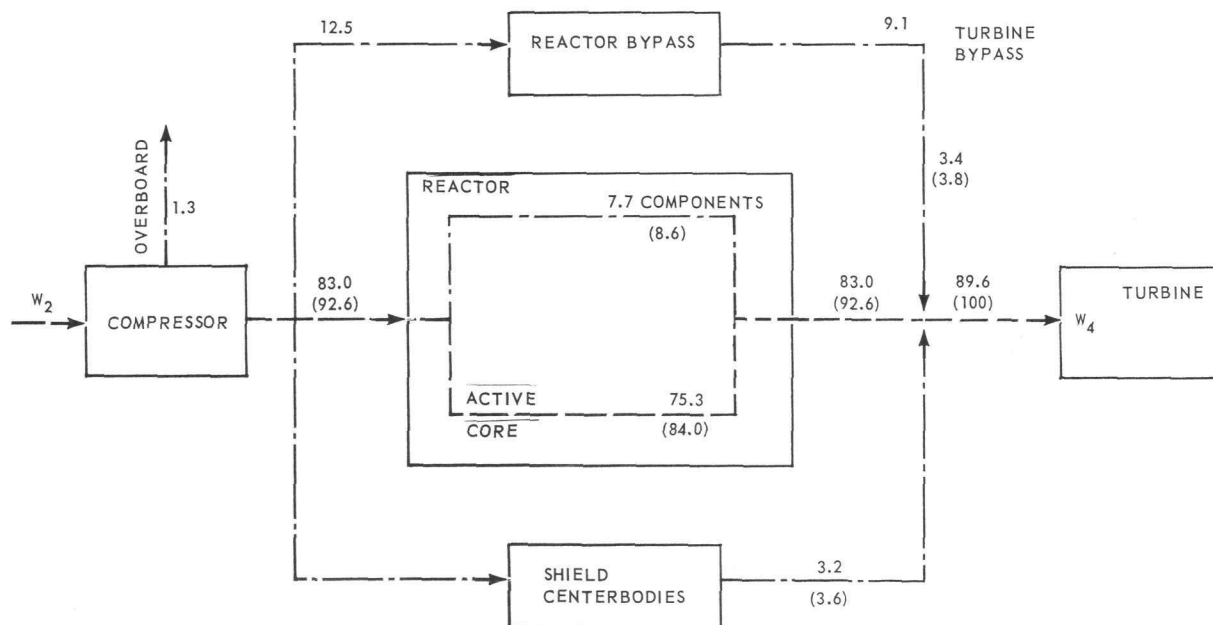 12.5
REACTOR BYPASS
9.1
TURBINE
BYPASS
OVERBOARD
1.3
3.4
(3.8)
REACTOR
7.7 COMPONENTS
(8.6)
W2
COMPRESSOR
83.0
(92.6)
83.0
(92.6)
89.6
(100)
TURBINE
W4
ACTIVE
CORE
75.3
(84.0)
SHIELD
CENTERBODIES
3.2
(3.6)